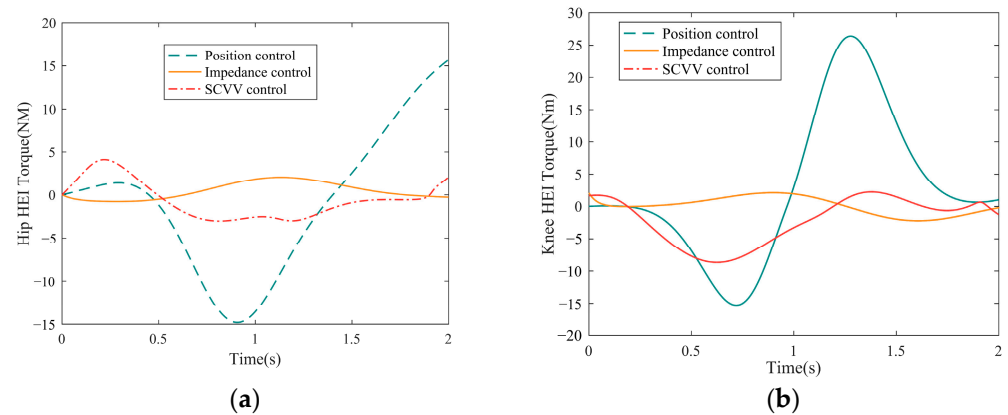 20
15
10
5
0
−5
−10
−15
Hip HEI Torque(NM)
Position control
Impedance control
SCVV control
0
0.5
1
1.5
2
Time(s)
(a)
30
25
20
15
10
5
0
−5
−10
−15
−20
Knee HEI Torque(Nm)
Position control
Impedance control
SCVV control
0
0.5
1
1.5
2
Time(s)
(b)